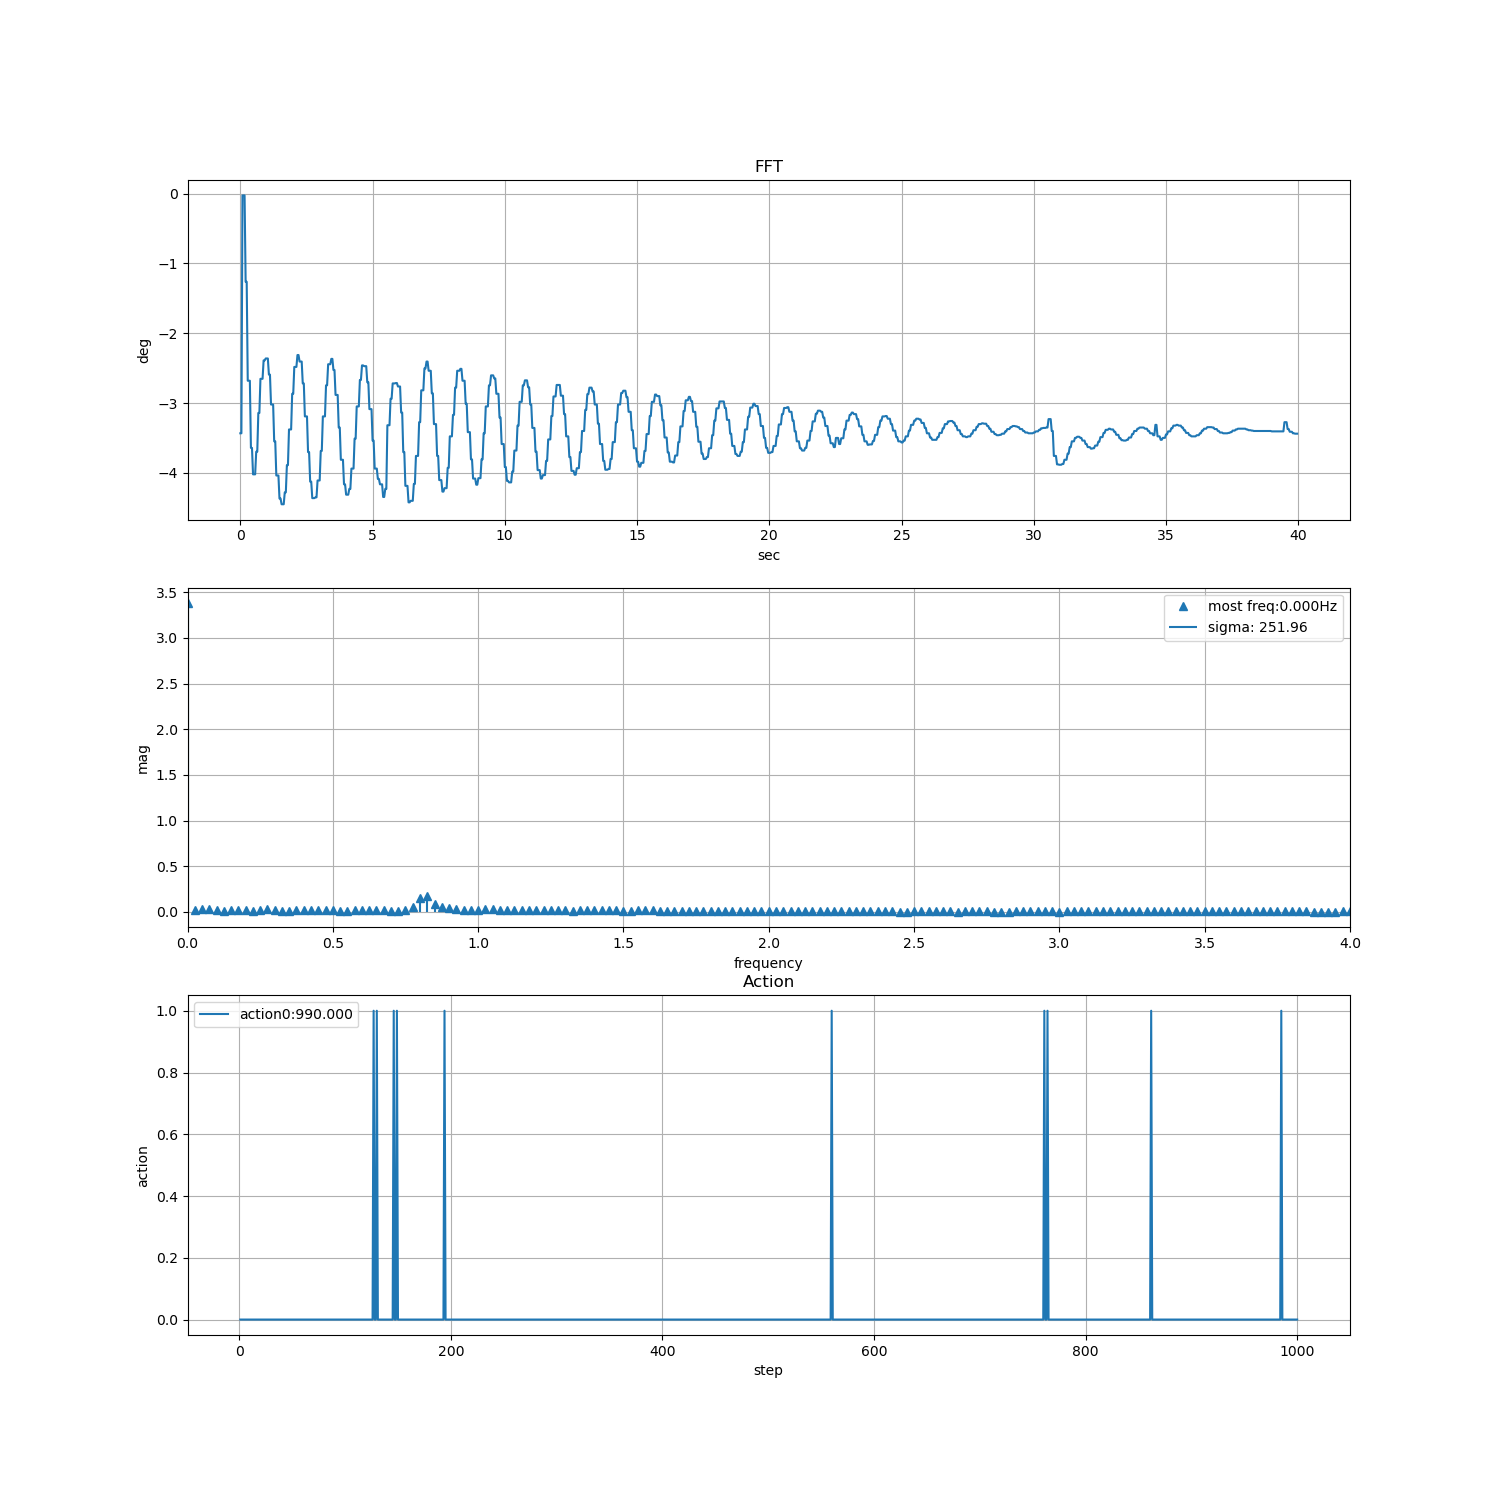 FFT
0
−1
−2
−3
−4
deg
0 5 10 15 20 25 30 35 40
sec
3.5
3.0
2.5
2.0
1.5
1.0
0.5
0.0
mag
most freq:0.000Hz
sigma: 251.96
0.0 0.5 1.0 1.5 2.0 2.5 3.0 3.5 4.0
frequency
Action
1.0
0.8
0.6
0.4
0.2
0.0
action
action0:990.000
0 200 400 600 800 1000
step